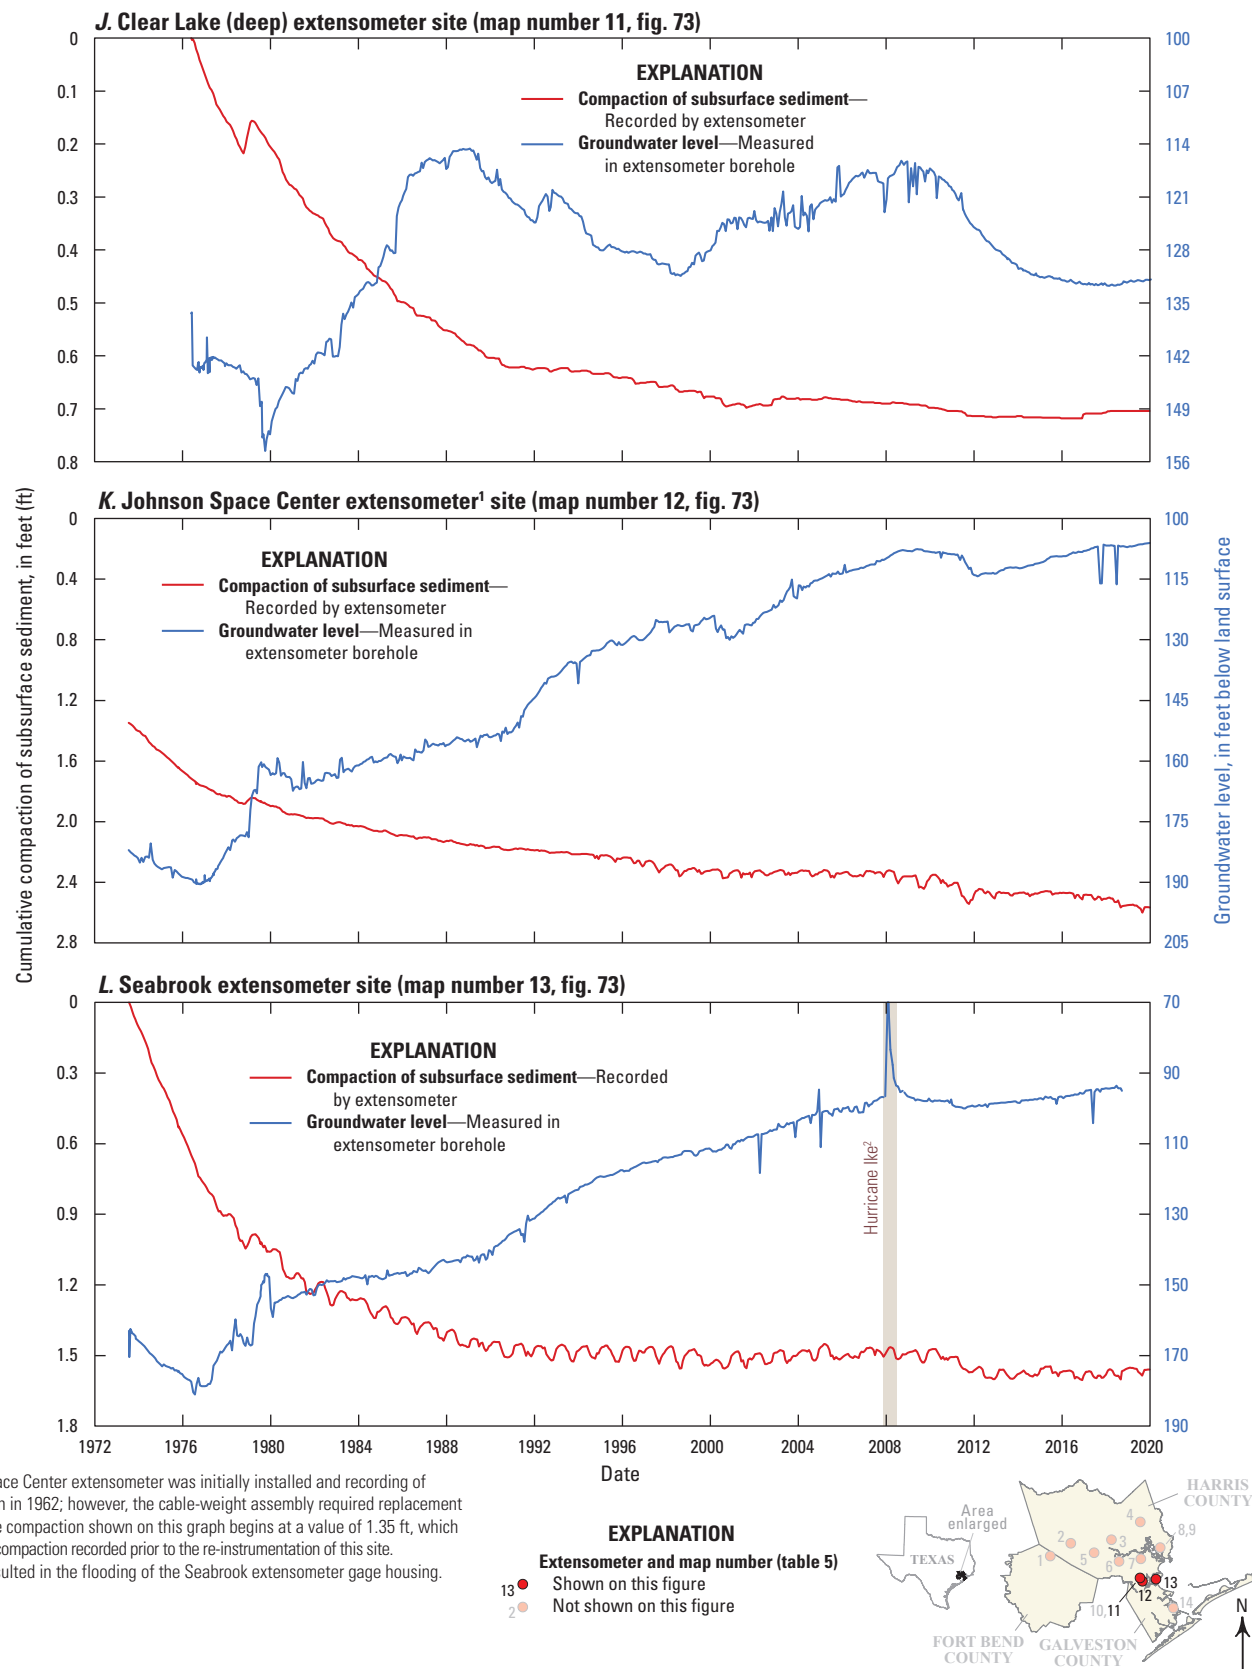 J. Clear Lake (deep) extensometer site (map number 11, fig. 73)
0
0.1
0.2
0.3
0.4
0.5
0.6
0.7
0.8
100
107
114
121
128
135
142
149
156
EXPLANATION
Compaction of subsurface sediment—
Recorded by extensometer
Groundwater level—Measured
in extensometer borehole
Cumulative compaction of subsurface sediment, in feet (ft)
Groundwater level, in feet below land surface
K. Johnson Space Center extensometer¹ site (map number 12, fig. 73)
0
0.4
0.8
1.2
1.6
2.0
2.4
2.8
100
115
130
145
160
175
190
205
EXPLANATION
Compaction of subsurface sediment—
Recorded by extensometer
Groundwater level—Measured in
extensometer borehole
L. Seabrook extensometer site (map number 13, fig. 73)
0
0.3
0.6
0.9
1.2
1.5
1.8
70
90
110
130
150
170
190
EXPLANATION
Compaction of subsurface sediment—Recorded
by extensometer
Groundwater level—Measured in
extensometer borehole
Hurricane Ike²
1972 1976 1980 1984 1988 1992 1996 2000 2004 2008 2012 2016 2020
Date
ace Center extensometer was initially installed and recording of
n in 1962; however, the cable-weight assembly required replacement
e compaction shown on this graph begins at a value of 1.35 ft, which
compaction recorded prior to the re-instrumentation of this site.
sulted in the flooding of the Seabrook extensometer gage housing.
EXPLANATION
Extensometer and map number (table 5)
13 Shown on this figure
2 Not shown on this figure
Area
enlarged
TEXAS
HARRIS
COUNTY
4
8,9
2
3
1
5
6
7
13
12
10,11
14
FORT BEND
COUNTY
GALVESTON
COUNTY
N